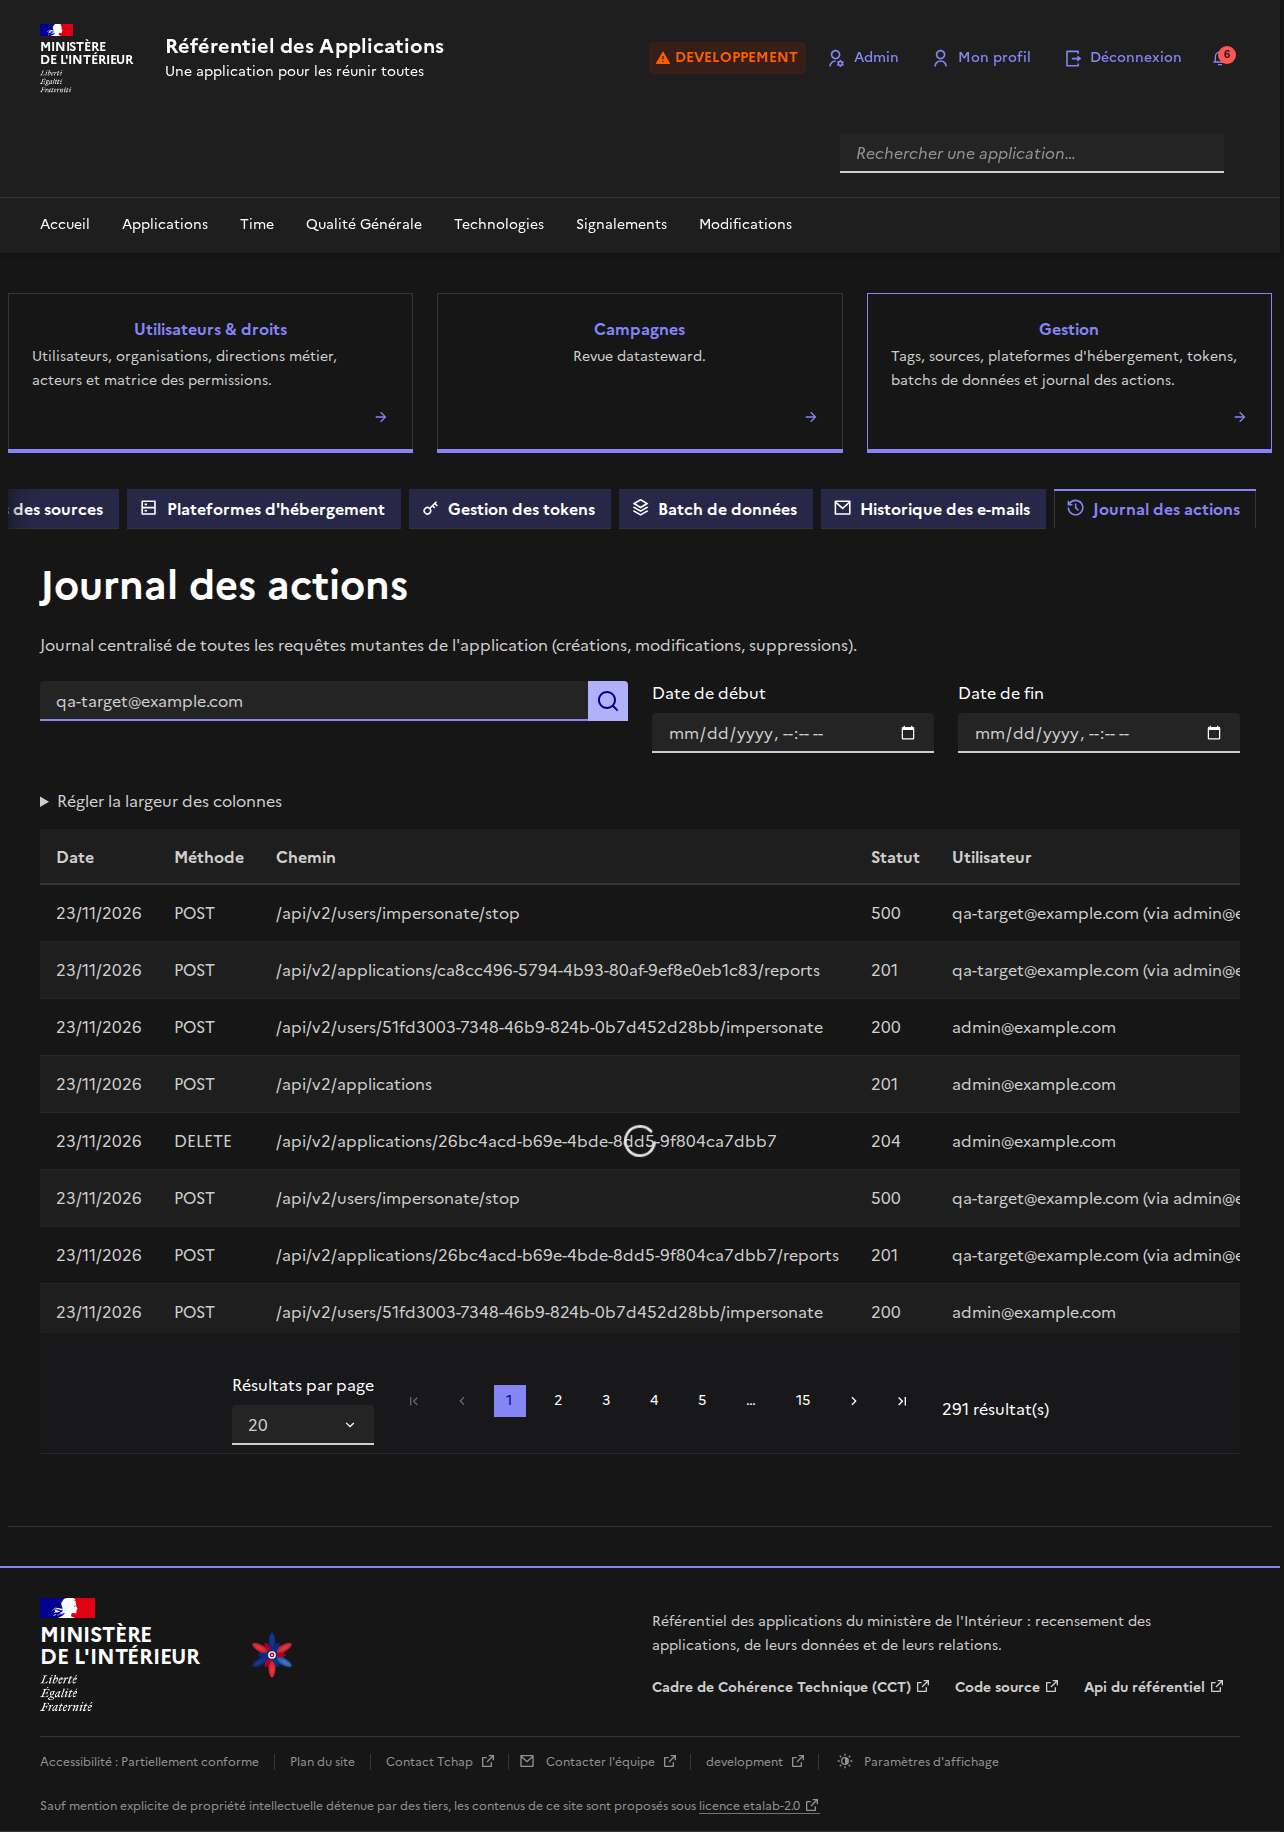 MINISTÈRE
DE L'INTÉRIEUR
Liberté
Égalité
Fraternité
Référentiel des Applications
Une application pour les réunir toutes
DEVELOPPEMENT
Admin
Mon profil
Déconnexion
6
Rechercher une application...
Accueil
Applications
Time
Qualité Générale
Technologies
Signalements
Modifications
Utilisateurs & droits
Utilisateurs, organisations, directions métier,
acteurs et matrice des permissions.
Campagnes
Revue datasteward.
Gestion
Tags, sources, plateformes d'hébergement, tokens,
batchs de données et journal des actions.
des sources
Plateformes d'hébergement
Gestion des tokens
Batch de données
Historique des e-mails
Journal des actions
Journal des actions
Journal centralisé de toutes les requêtes mutantes de l'application (créations, modifications, suppressions).
qa-target@example.com
Date de début
mm/dd/yyyy, --:-- --
Date de fin
mm/dd/yyyy, --:-- --
Régler la largeur des colonnes
Date Méthode Chemin Statut Utilisateur
23/11/2026 POST /api/v2/users/impersonate/stop 500 qa-target@example.com (via admin@e
23/11/2026 POST /api/v2/applications/ca8cc496-5794-4b93-80af-9ef8e0eb1c83/reports 201 qa-target@example.com (via admin@e
23/11/2026 POST /api/v2/users/51fd3003-7348-46b9-824b-0b7d452d28bb/impersonate 200 admin@example.com
23/11/2026 POST /api/v2/applications 201 admin@example.com
23/11/2026 DELETE /api/v2/applications/26bc4acd-b69e-4bde-8dd5-9f804ca7dbb7 204 admin@example.com
23/11/2026 POST /api/v2/users/impersonate/stop 500 qa-target@example.com (via admin@e
23/11/2026 POST /api/v2/applications/26bc4acd-b69e-4bde-8dd5-9f804ca7dbb7/reports 201 qa-target@example.com (via admin@e
23/11/2026 POST /api/v2/users/51fd3003-7348-46b9-824b-0b7d452d28bb/impersonate 200 admin@example.com
Résultats par page
20
1 2 3 4 5 ... 15
291 résultat(s)
MINISTÈRE
DE L'INTÉRIEUR
Liberté
Égalité
Fraternité
Référentiel des applications du ministère de l'Intérieur : recensement des
applications, de leurs données et de leurs relations.
Cadre de Cohérence Technique (CCT)
Code source
Api du référentiel
Accessibilité : Partiellement conforme
Plan du site
Contact Tchap
Contacter l'équipe
development
Paramètres d'affichage
Sauf mention explicite de propriété intellectuelle détenue par des tiers, les contenus de ce site sont proposés sous licence etalab-2.0